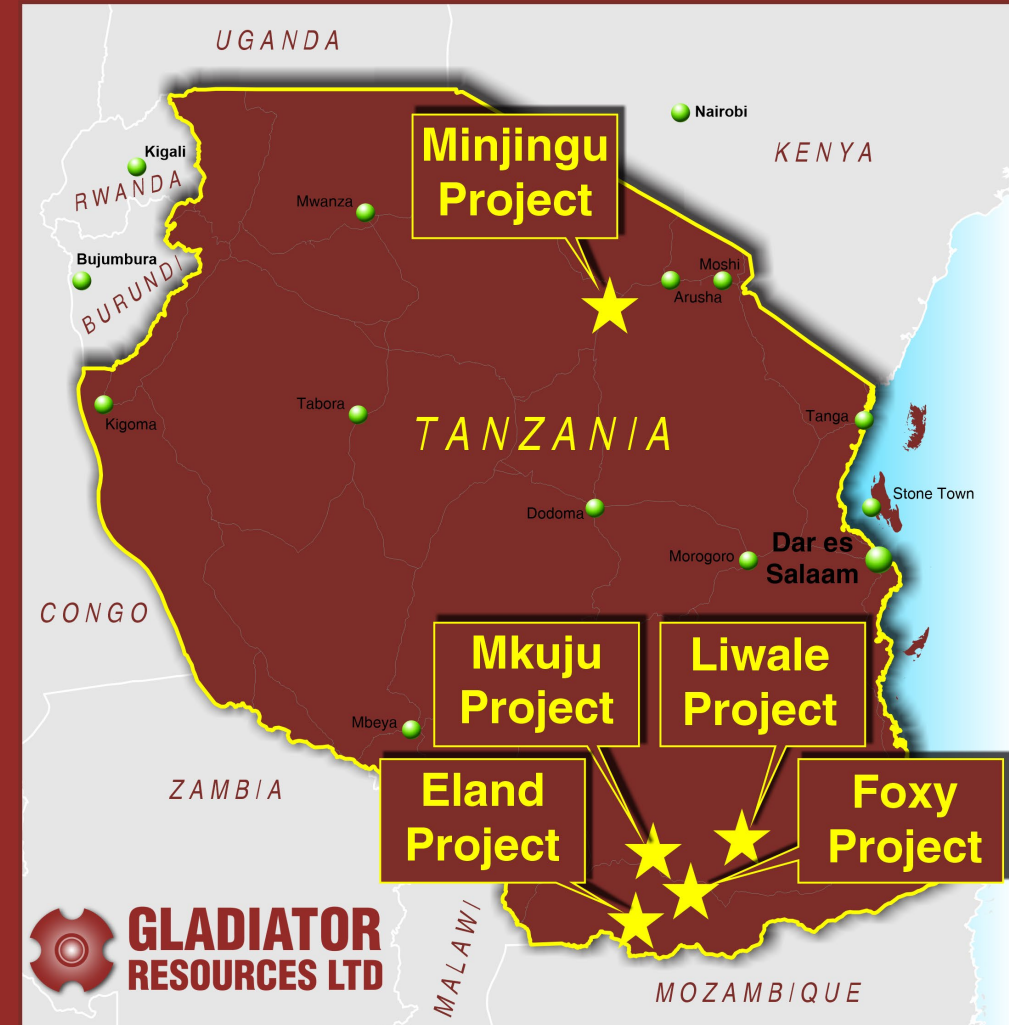 UGANDA
Nairobi
Minjingu
Project
KENYA
Kigali
RWANDA
Mwanza
Bujumbura
BURUNDI
Moshi
Arusha
Kigoma
Tabora
TANZANIA
Tanga
Stone Town
Dodoma
Morogoro
Dar es
Salaam
CONGO
Mkuju
Project
Liwale
Project
Mbeya
ZAMBIA
Eland
Project
Foxy
Project
GLADIATOR
RESOURCES LTD
MALAWI
MOZAMBIQUE